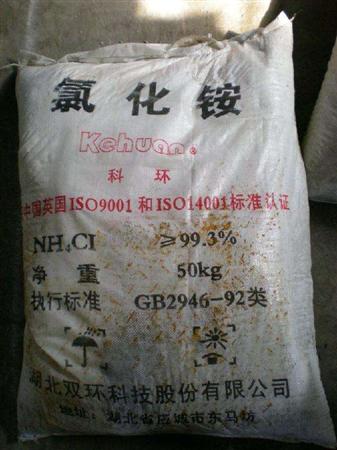 氯化铵
Kehuan®
科环
中国英国ISO9001和ISO14001标准认证
NH₄Cl ≥99.3%
净重 50kg
执行标准 GB2946-92类
湖北双环科技股份有限公司
地址:湖北省应城市东马坊